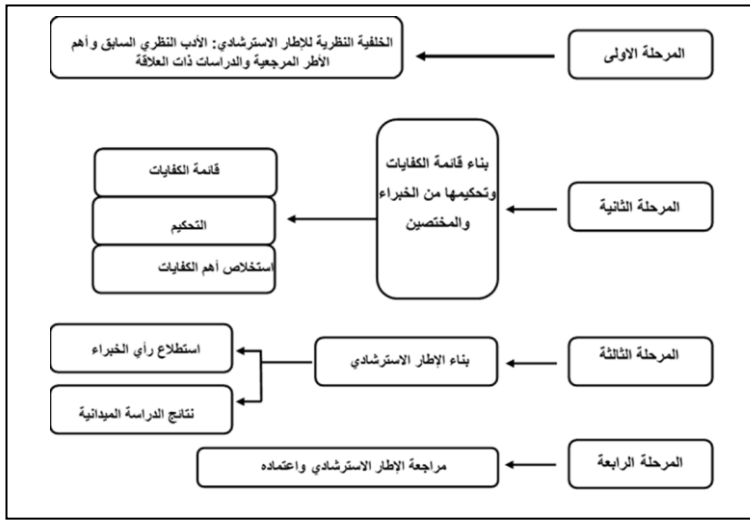 المرحلة الاولى
الخلفية النظرية للإطار الاسترشادي: الأدب النظري السابق وأهم
الأطر المرجعية والدراسات ذات العلاقة
المرحلة الثانية
بناء قائمة الكفايات
وتحكيمها من الخبراء
والمختصين
قائمة الكفايات
التحكيم
استخلاص أهم الكفايات
المرحلة الثالثة
بناء الإطار الاسترشادي
استطلاع رأي الخبراء
نتائج الدراسة الميدانية
المرحلة الرابعة
مراجعة الإطار الاسترشادي واعتماده